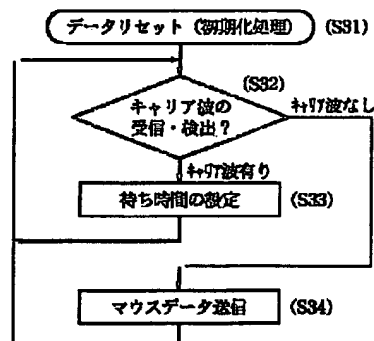 データリセット (初期化処理) (S31)
(S32)
キャリア波の
受信・検出?
キャリア波なし
キャリア波有り
待ち時間の設定 (S33)
マウスデータ送信 (S34)